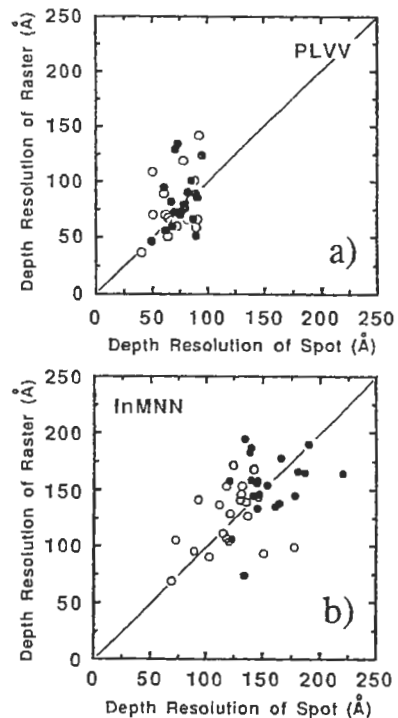 250
200
150
100
50
0
Depth Resolution of Raster (Å)
PLVV
a)
0 50 100 150 200 250
Depth Resolution of Spot (Å)
250
200
150
100
50
0
Depth Resolution of Raster (Å)
InMNN
b)
0 50 100 150 200 250
Depth Resolution of Spot (Å)